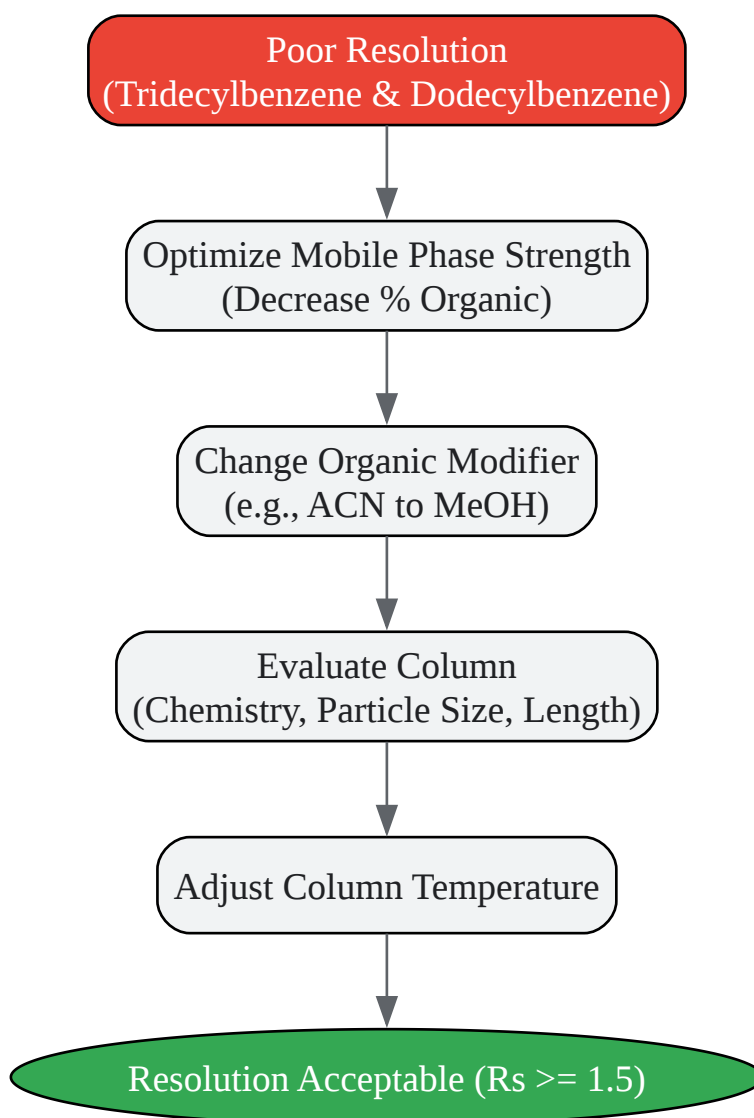 Poor Resolution
(Tridecylbenzene & Dodecylbenzene)
Optimize Mobile Phase Strength
(Decrease % Organic)
Change Organic Modifier
(e.g., ACN to MeOH)
Evaluate Column
(Chemistry, Particle Size, Length)
Adjust Column Temperature
Resolution Acceptable (Rs >= 1.5)